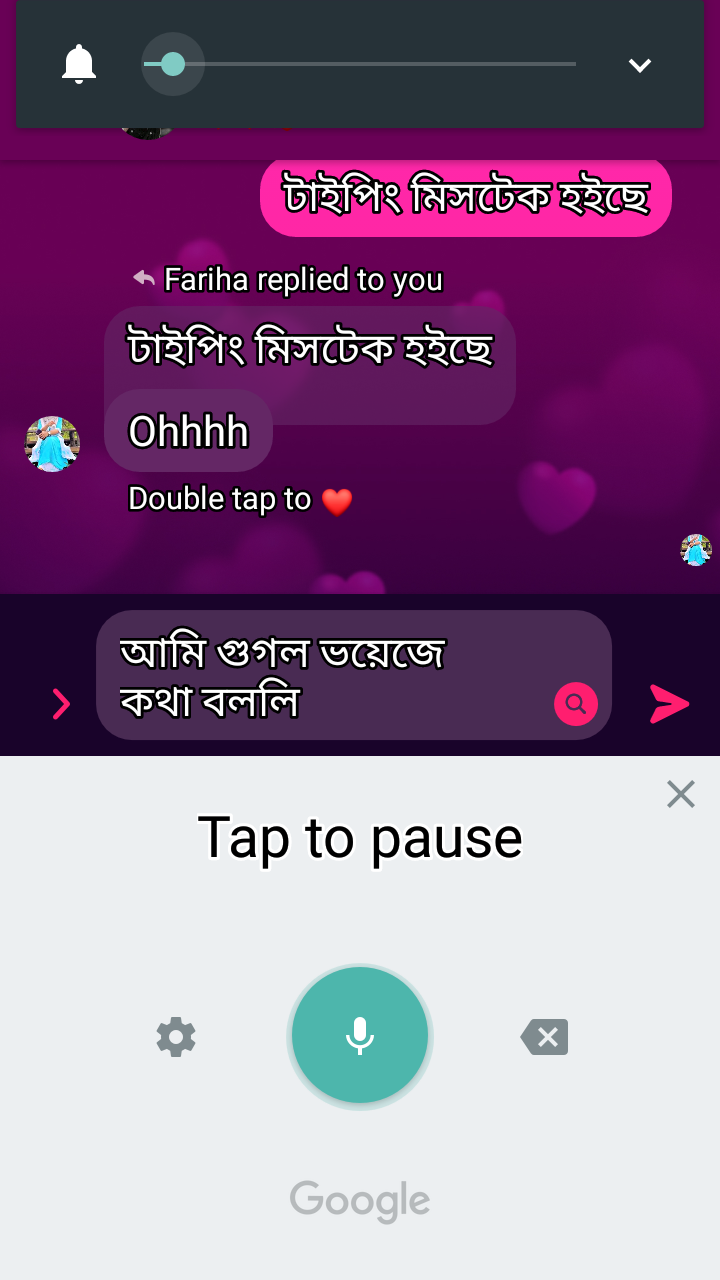 টাইপিং মিসটেক হইছে
Fariha replied to you
টাইপিং মিসটেক হইছে
Ohhhh
Double tap to ❤️
আমি গুগল ভয়েজে
কথা বললি
Tap to pause
Google